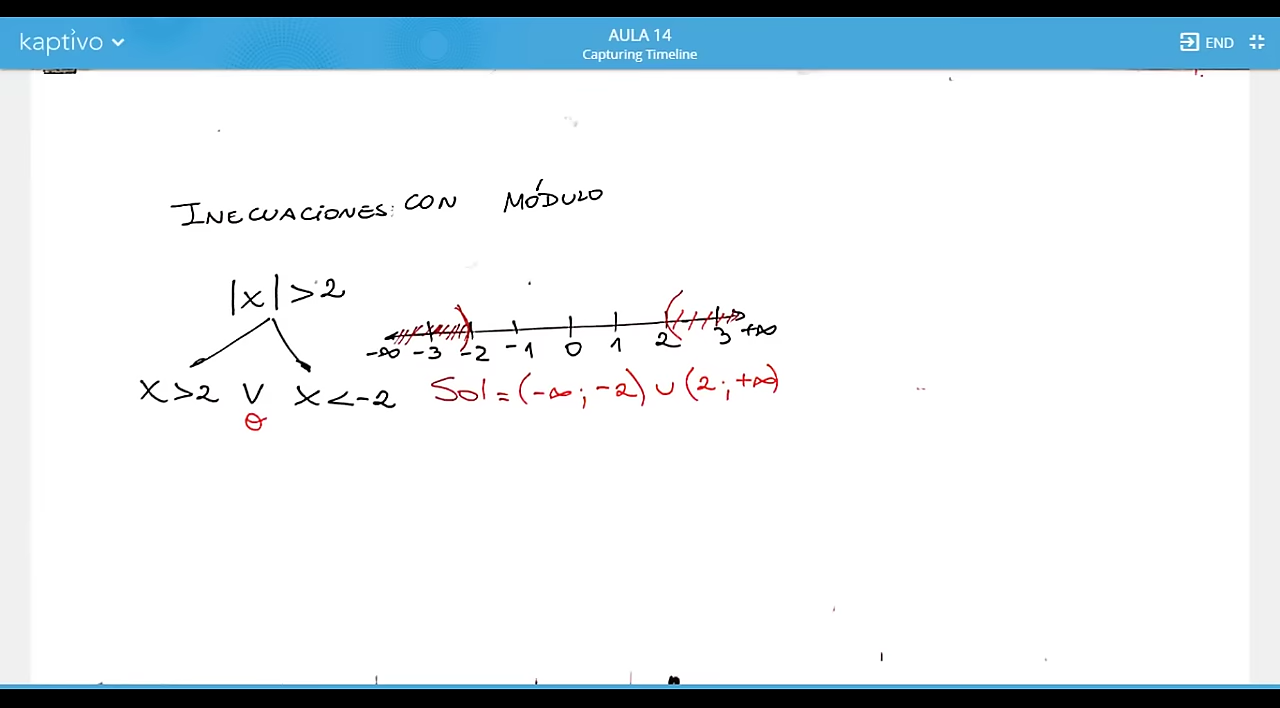 kaptivo
AULA 14
Capturing Timeline
END
INECUACIONES: CON MÓDULO
|x| > 2
-∞ -3 -2 -1 0 1 2 3 +∞
X > 2 V X < -2
O
Sol = (-∞; -2) ∪ (2; +∞)